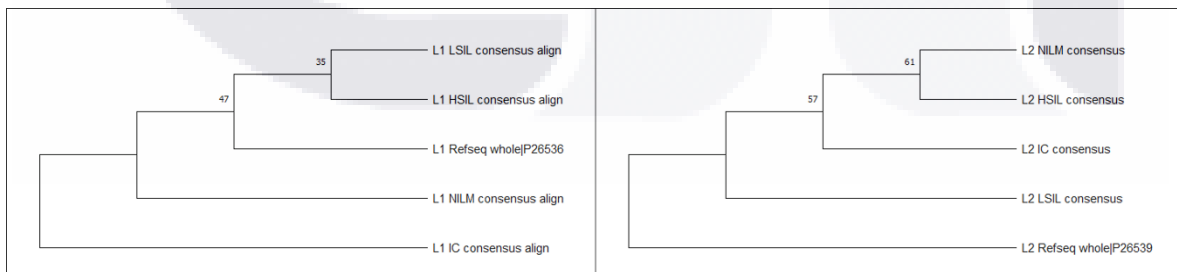 35
L1 LSIL consensus align
47
L1 HSIL consensus align
L1 Refseq whole|P26536
L1 NILM consensus align
L1 IC consensus align
61
L2 NILM consensus
57
L2 HSIL consensus
L2 IC consensus
L2 LSIL consensus
L2 Refseq whole|P26539